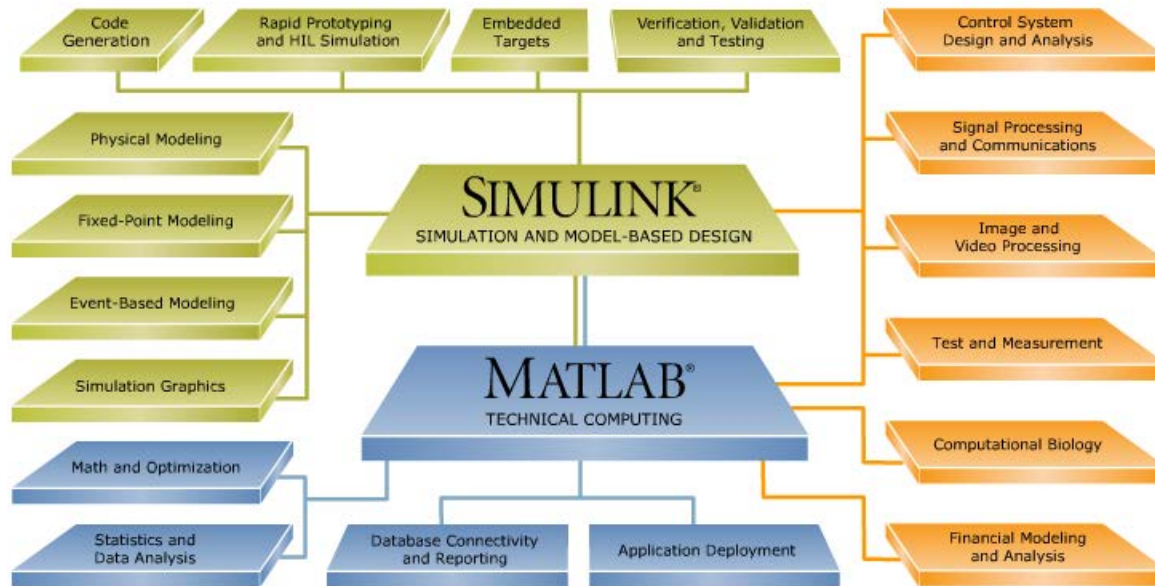 Code
Generation
Rapid Prototyping
and HIL Simulation
Embedded
Targets
Verification, Validation
and Testing
Control System
Design and Analysis
Physical Modeling
Signal Processing
and Communications
SIMULINK®
SIMULATION AND MODEL-BASED DESIGN
Fixed-Point Modeling
Image and
Video Processing
Event-Based Modeling
Test and Measurement
Simulation Graphics
MATLAB®
TECHNICAL COMPUTING
Math and Optimization
Computational Biology
Statistics and
Data Analysis
Database Connectivity
and Reporting
Application Deployment
Financial Modeling
and Analysis